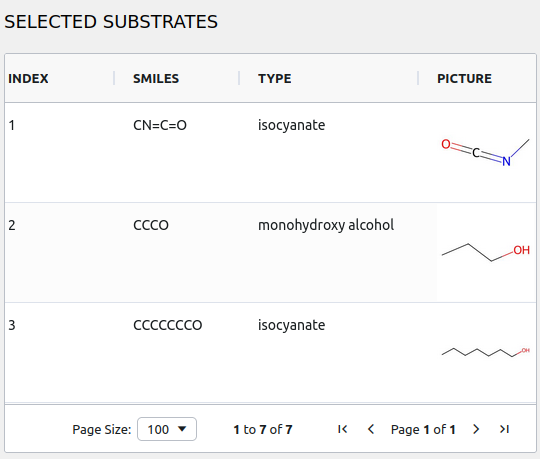 SELECTED SUBSTRATES
INDEX SMILES TYPE PICTURE
1 CN=C=O isocyanate
O C N
2 CCCO monohydroxy alcohol
OH
3 CCCCCCCO isocyanate
OH
Page Size: 100 1 to 7 of 7 Page 1 of 1